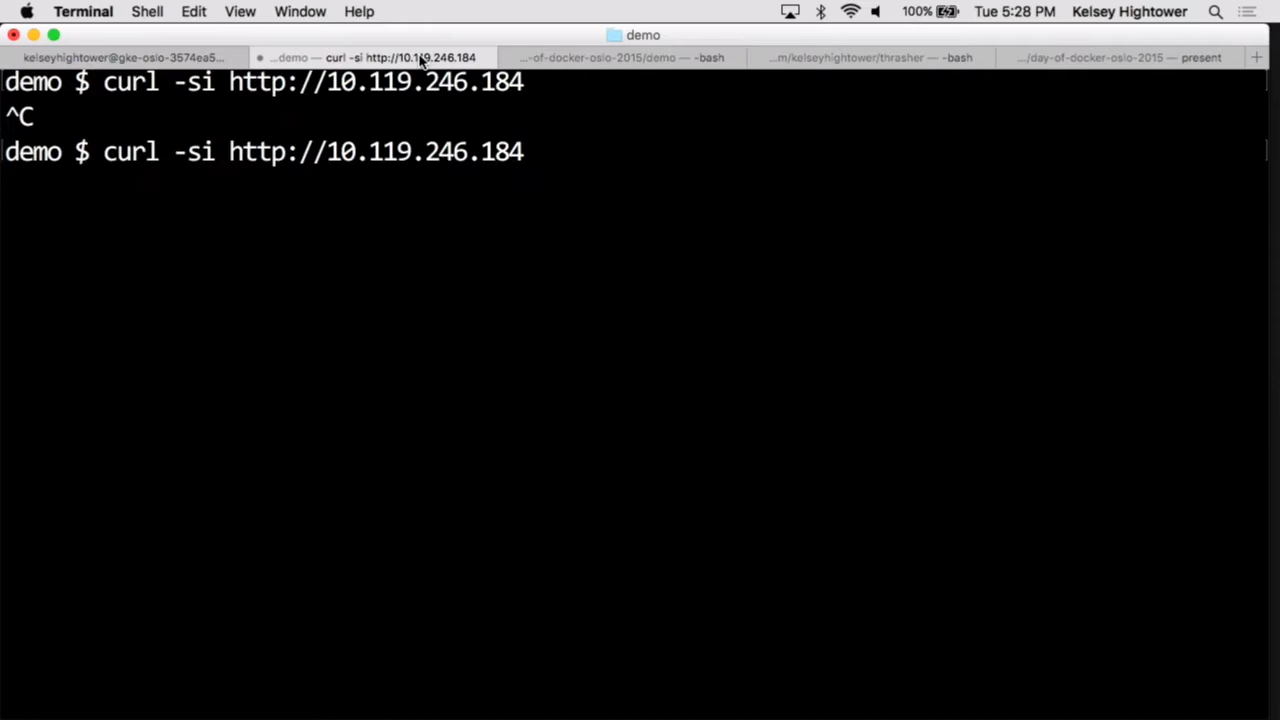 Terminal Shell Edit View Window Help 100% Tue 5:28 PM Kelsey Hightower
demo
kelseyhightower@gke-oslo-3574ea5... ...demo — curl -si http://10.119.246.184 ...-of-docker-oslo-2015/demo — -bash ...m/kelseyhightower/thrasher — -bash .../day-of-docker-oslo-2015 — present +
demo $ curl -si http://10.119.246.184
^C
demo $ curl -si http://10.119.246.184